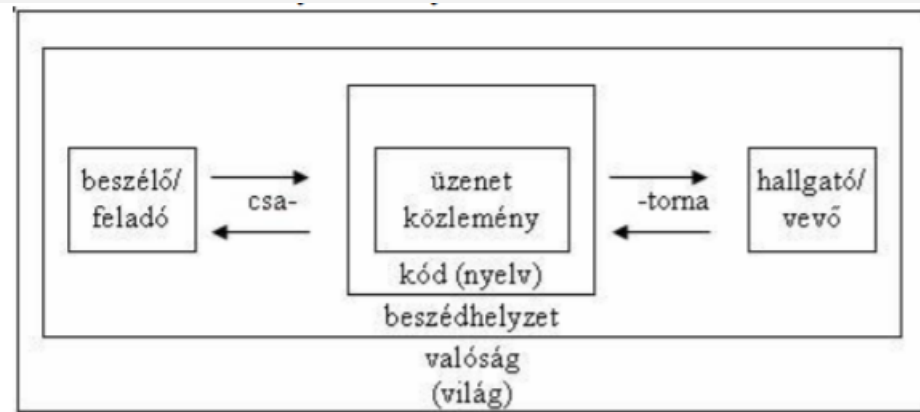 beszélő/
feladó
csa-
üzenet
közlemény
-torna
hallgató/
vevő
kód (nyelv)
beszédhelyzet
valóság
(világ)